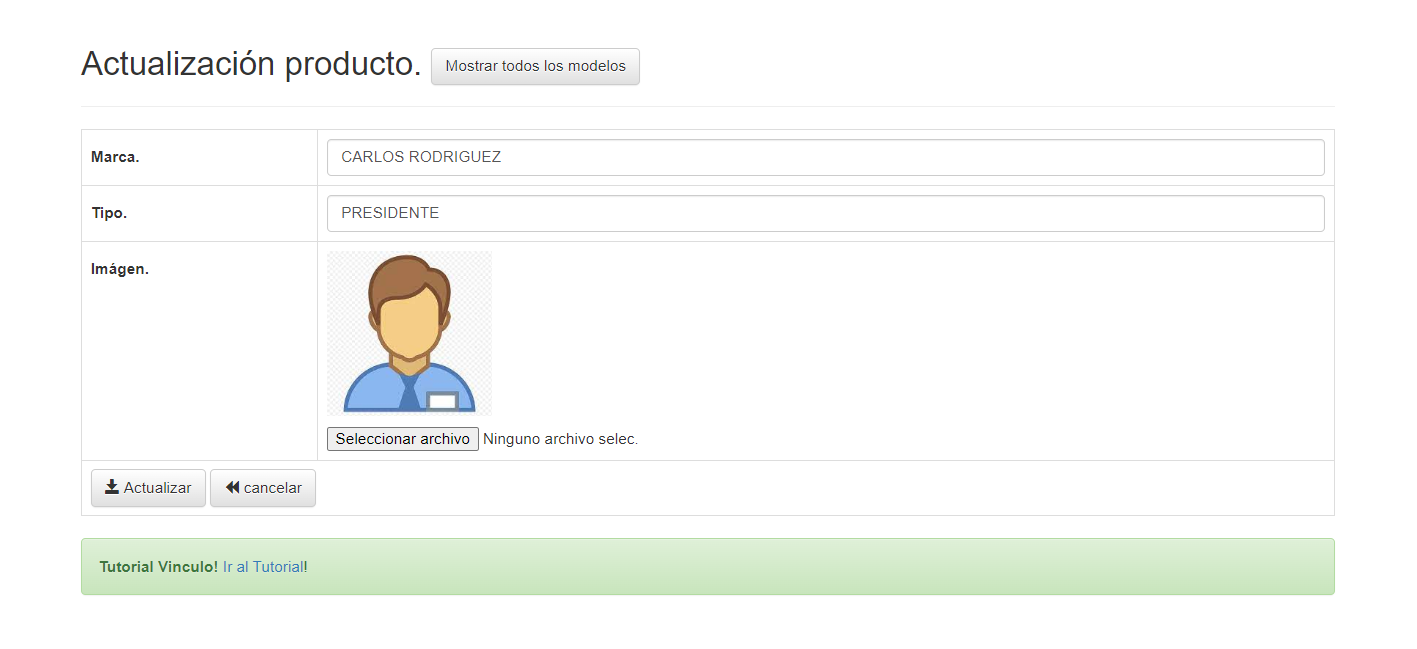 Actualización producto. Mostrar todos los modelos
Marca. CARLOS RODRIGUEZ
Tipo. PRESIDENTE
Imágen.
Seleccionar archivo Ninguno archivo selec.
Actualizar cancelar
Tutorial Vinculo! Ir al Tutorial!